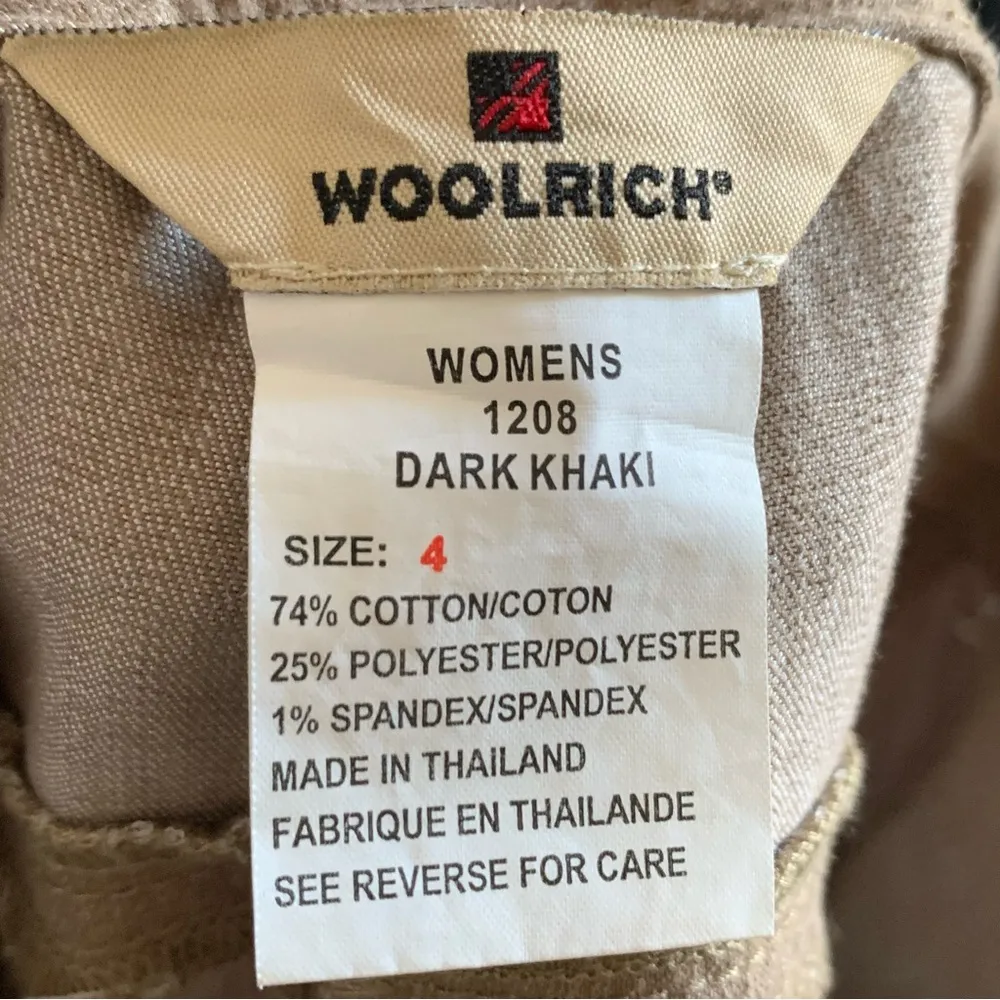 WOOLRICH®
WOMENS
1208
DARK KHAKI
SIZE: 4
74% COTTON/COTON
25% POLYESTER/POLYESTER
1% SPANDEX/SPANDEX
MADE IN THAILAND
FABRIQUE EN THAILANDE
SEE REVERSE FOR CARE